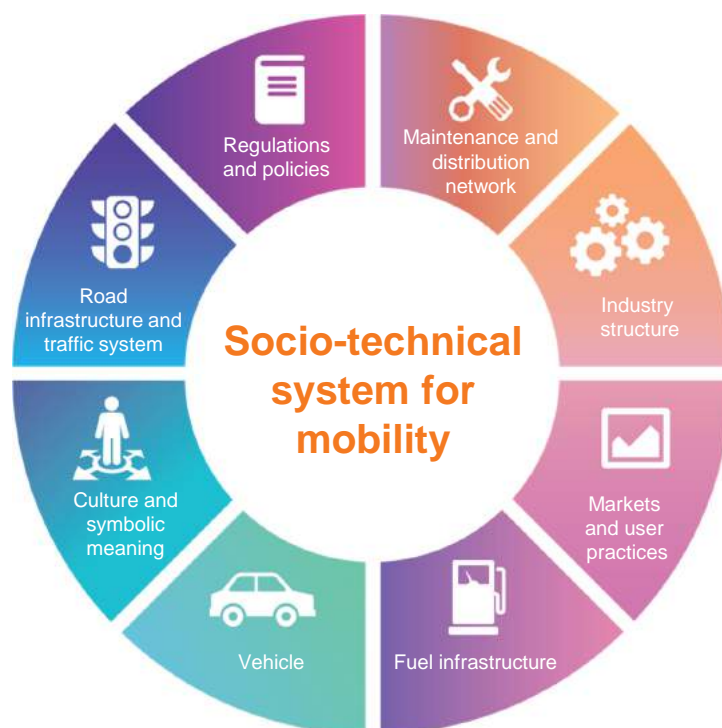 Regulations
and policies
Maintenance and
distribution
network
Industry
structure
Markets
and user
practices
Fuel infrastructure
Vehicle
Culture and
symbolic
meaning
Road
infrastructure and
traffic system
Socio-technical
system for
mobility